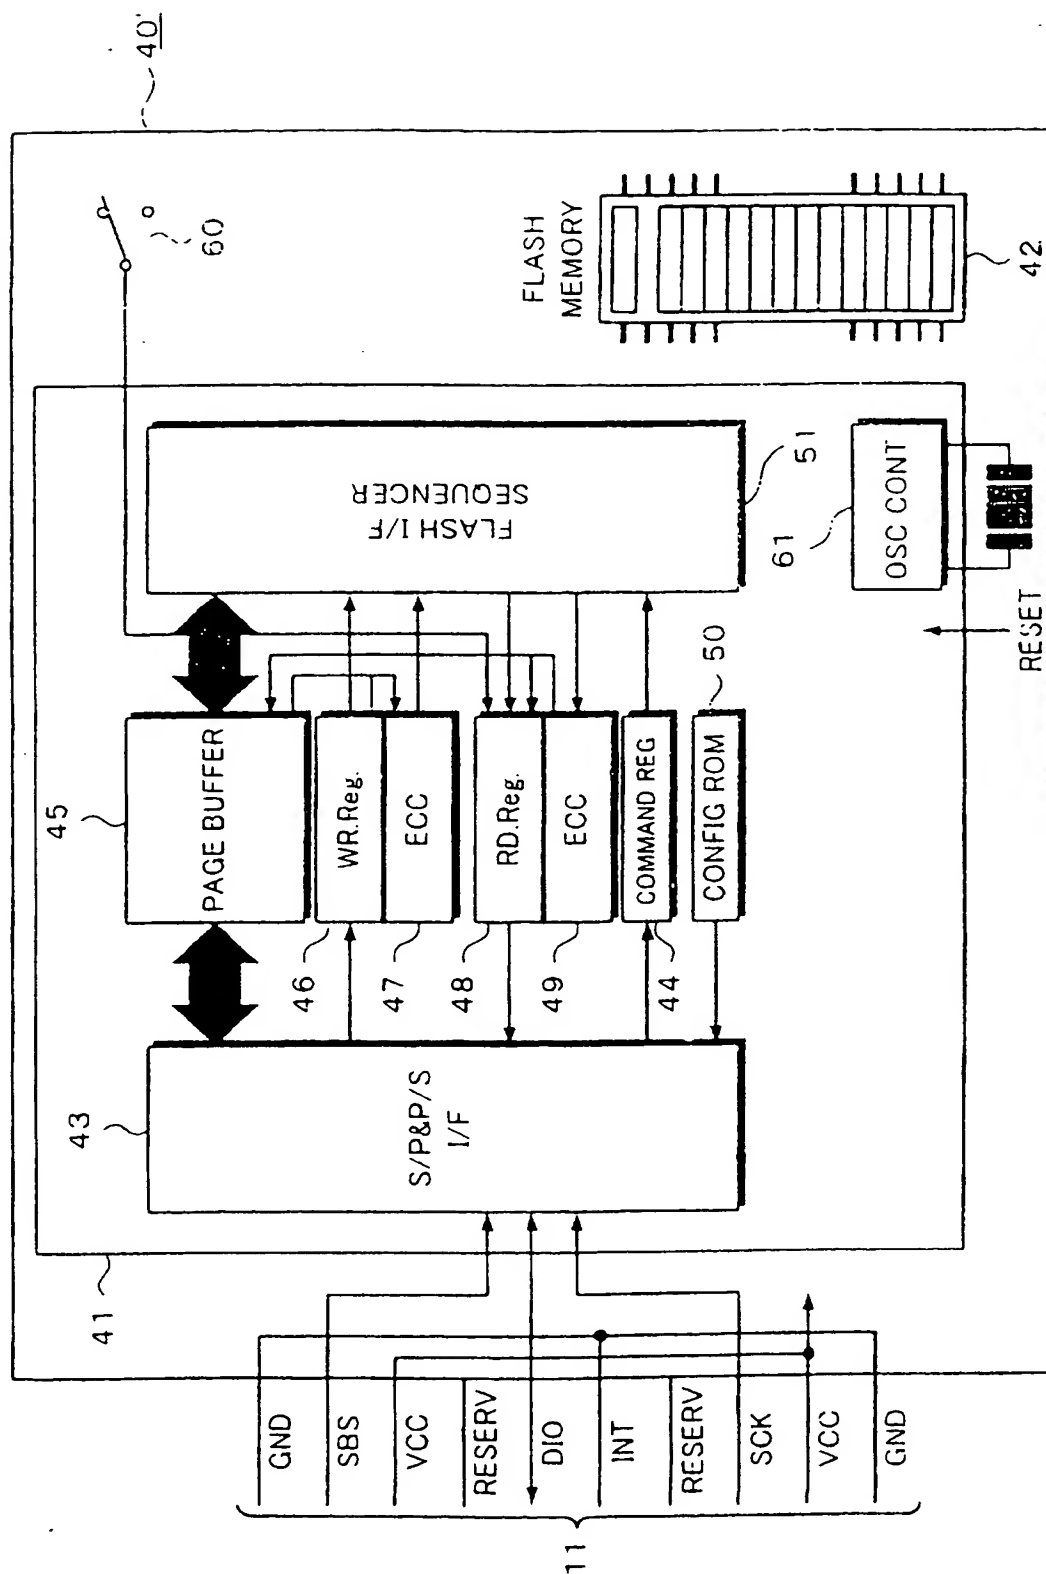 40
60
FLASH
MEMORY
42
41
43
S/P&P/S
I/F
45
PAGE BUFFER
46
WR.Reg.
47
ECC
48
RD.Reg.
49
ECC
44
COMMAND REG
50
CONFIG ROM
FLASH I/F
SEQUENCER
51
61
OSC CONT
RESET
11
GND
SBS
VCC
RESERV
DIO
INT
RESERV
SCK
VCC
GND